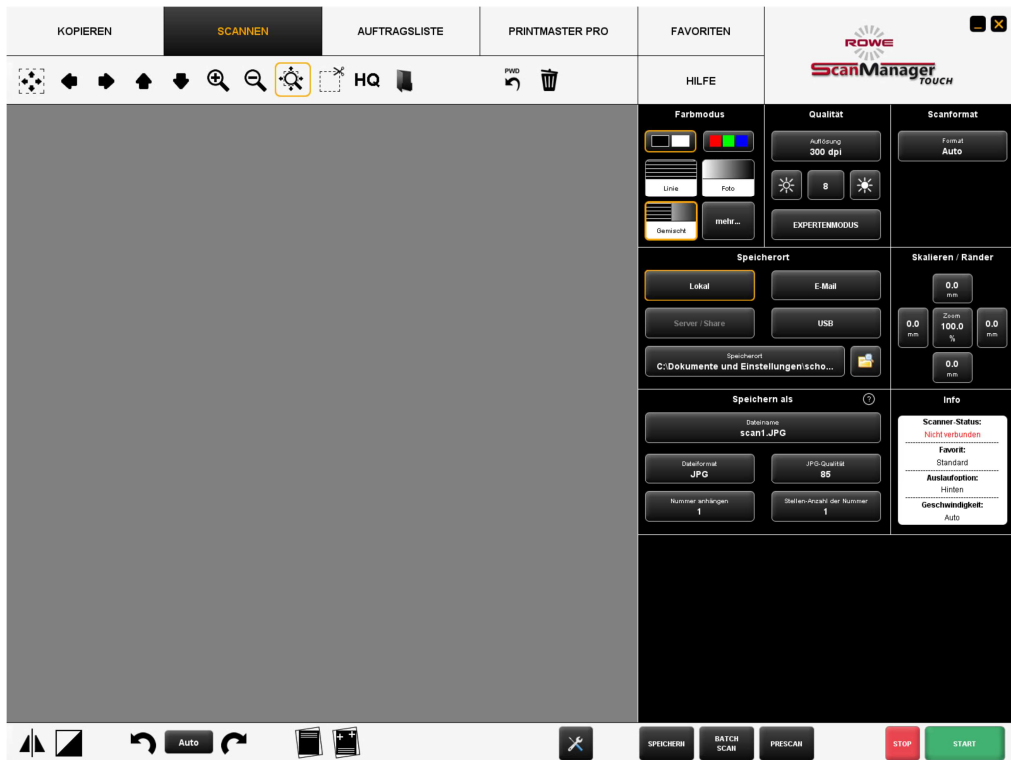 KOPIEREN
SCANNEN
AUFTRAGSLISTE
PRINTMASTER PRO
FAVORITEN
ROWE
ScanManager
TOUCH
HQ
PWD
HILFE
Farbmodus
Linie
Foto
Gemischt
mehr...
Qualität
Auflösung
300 dpi
8
EXPERTENMODUS
Scanformat
Format
Auto
Speicherort
Lokal
E-Mail
Server / Share
USB
Speicherort
C:\Dokumente und Einstellungen\scho...
Skalieren / Ränder
0.0
mm
0.0
mm
Zoom
100.0
%
0.0
mm
0.0
mm
Speichern als
?
Dateiname
scan1.JPG
Dateiformat
JPG
JPG-Qualität
85
Nummer anhängen
1
Stellen-Anzahl der Nummer
1
Info
Scanner-Status:
Nicht verbunden
Favorit:
Standard
Auslaufoption:
Hinten
Geschwindigkeit:
Auto
Auto
SPEICHERN
BATCH
SCAN
PRESCAN
STOP
START